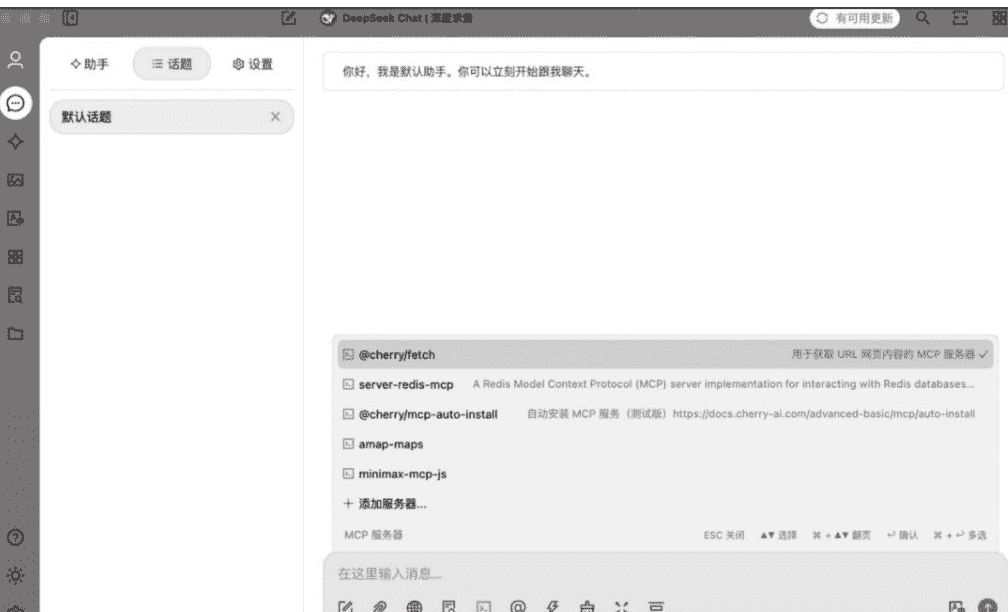 DeepSeek Chat | 深度求索
有可用更新
助手 话题 设置
默认话题
你好，我是默认助手。你可以立刻开始跟我聊天。
@cherry/fetch 用于获取 URL 网页内容的 MCP 服务器
server-redis-mcp A Redis Model Context Protocol (MCP) server implementation for interacting with Redis databases...
@cherry/mcp-auto-install 自动安装 MCP 服务（测试版）https://docs.cherry-ai.com/advanced-basic/mcp/auto-install
amap-maps
minimax-mcp-js
+ 添加服务器...
MCP 服务器 ESC 关闭 ▲▼ 选择 ⌘ + ▲▼ 翻页 ↩ 确认 ⌘ + ↩ 多选
在这里输入消息...